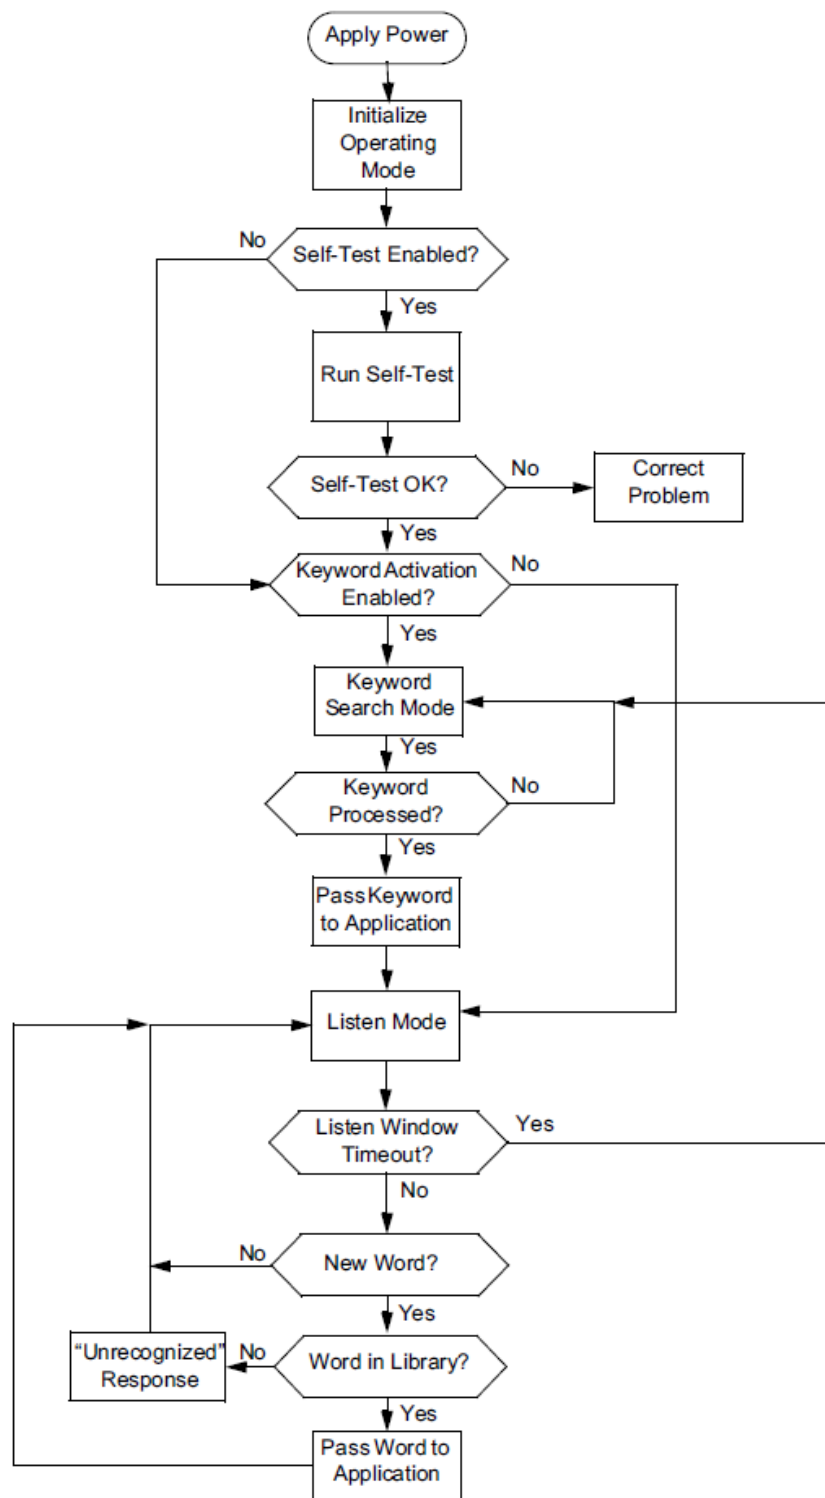 Apply Power
Initialize
Operating
Mode
No
Self-Test Enabled?
Yes
Run Self-Test
Self-Test OK?
No
Correct
Problem
Yes
Keyword Activation
Enabled?
No
Yes
Keyword
Search Mode
Yes
Keyword
Processed?
No
Yes
Pass Keyword
to Application
Listen Mode
Listen Window
Timeout?
Yes
No
No
New Word?
Yes
"Unrecognized"
Response
No
Word in Library?
Yes
Pass Word to
Application